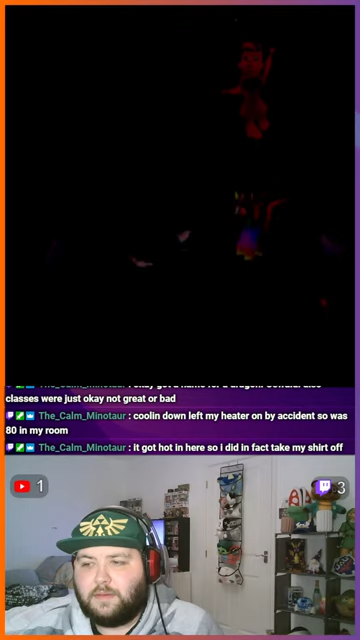 The_Calm_Minotaur : okay got a name for a dragon:
classes were just okay not great or bad
The_Calm_Minotaur : coolin down left my heater on by accident so was
80 in my room
The_Calm_Minotaur : it got hot in here so i did in fact take my shirt off
1
3